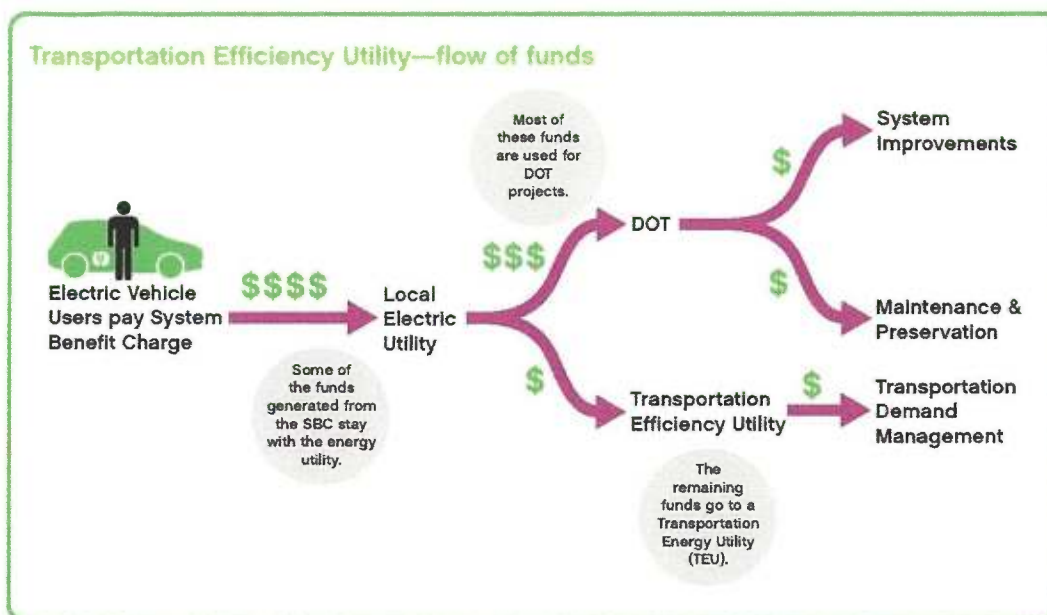 Transportation Efficiency Utility—flow of funds
Most of
these funds
are used for
DOT
projects.
System
Improvements
$
DOT
$$$
$
Electric Vehicle
Users pay System
Benefit Charge
$$$$
Local
Electric
Utility
Maintenance &
Preservation
Some of
the funds
generated from
the SBC stay
with the energy
utility.
$
Transportation
Efficiency Utility
$
Transportation
Demand
Management
The
remaining
funds go to a
Transportation
Energy Utility
(TEU).